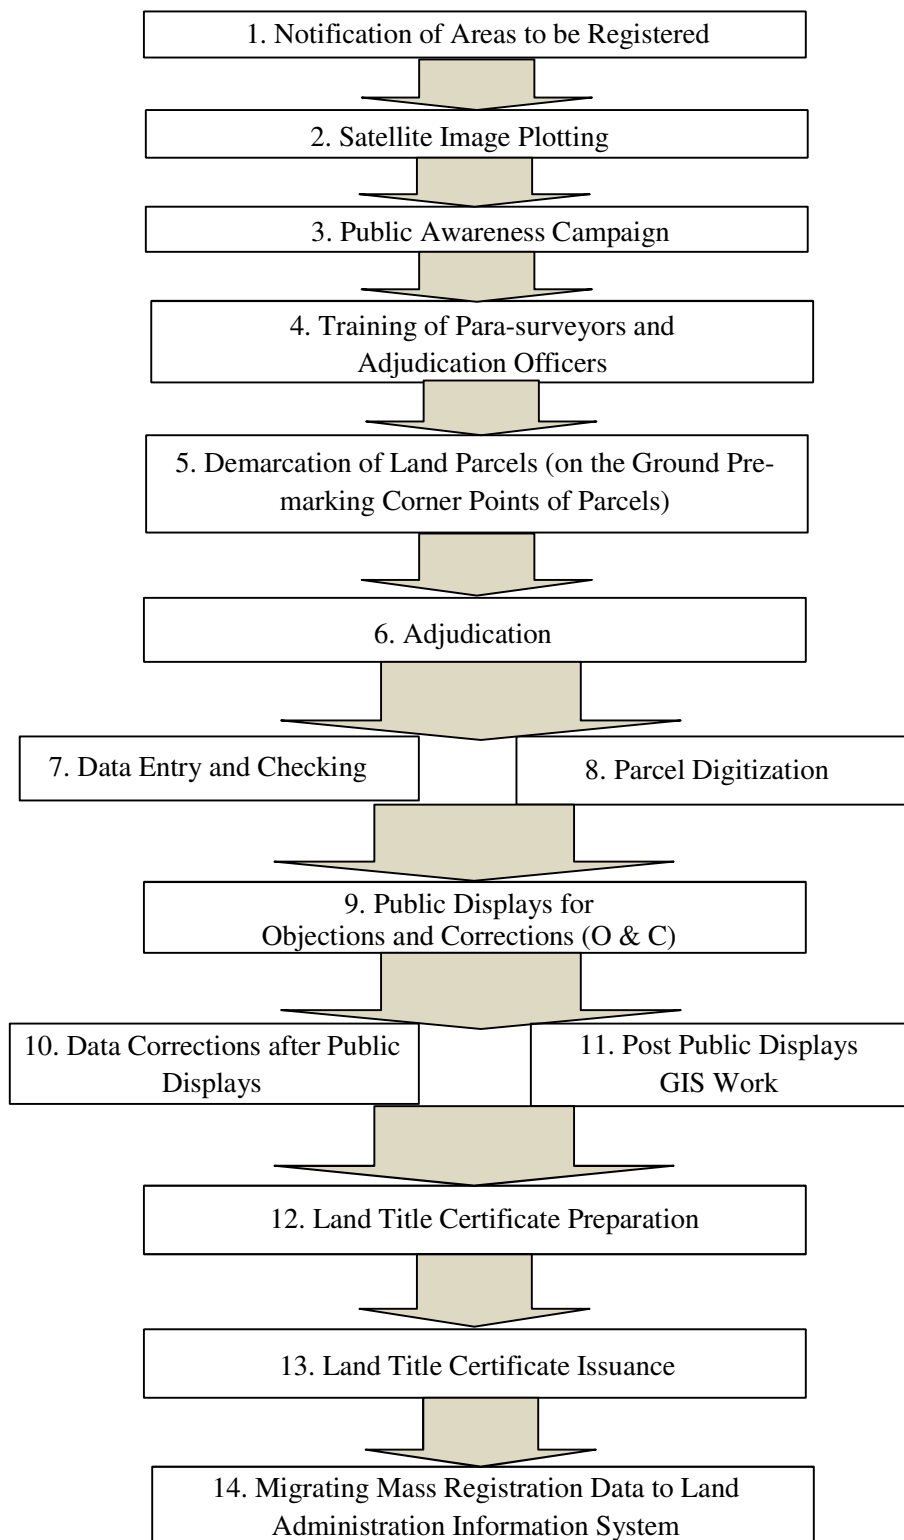 1. Notification of Areas to be Registered
2. Satellite Image Plotting
3. Public Awareness Campaign
4. Training of Para-surveyors and
Adjudication Officers
5. Demarcation of Land Parcels (on the Ground Pre-
marking Corner Points of Parcels)
6. Adjudication
7. Data Entry and Checking
8. Parcel Digitization
9. Public Displays for
Objections and Corrections (O & C)
10. Data Corrections after Public
Displays
11. Post Public Displays
GIS Work
12. Land Title Certificate Preparation
13. Land Title Certificate Issuance
14. Migrating Mass Registration Data to Land
Administration Information System